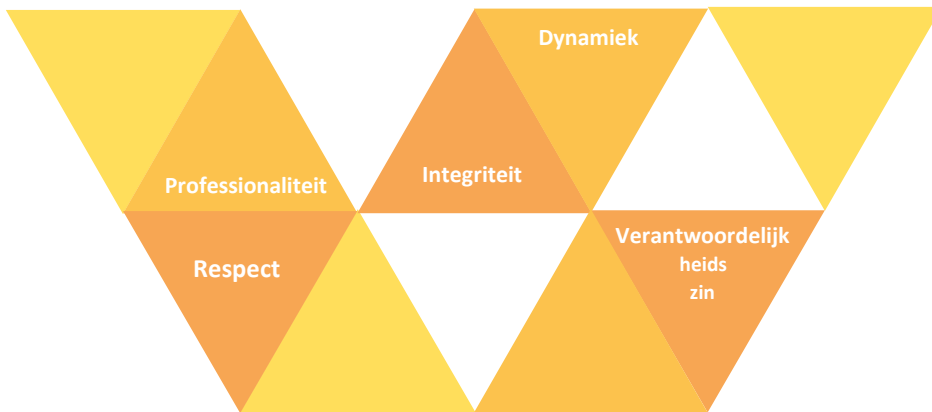 Dynamiek
Professionaliteit
Integriteit
Respect
Verantwoordelijk
heids
zin